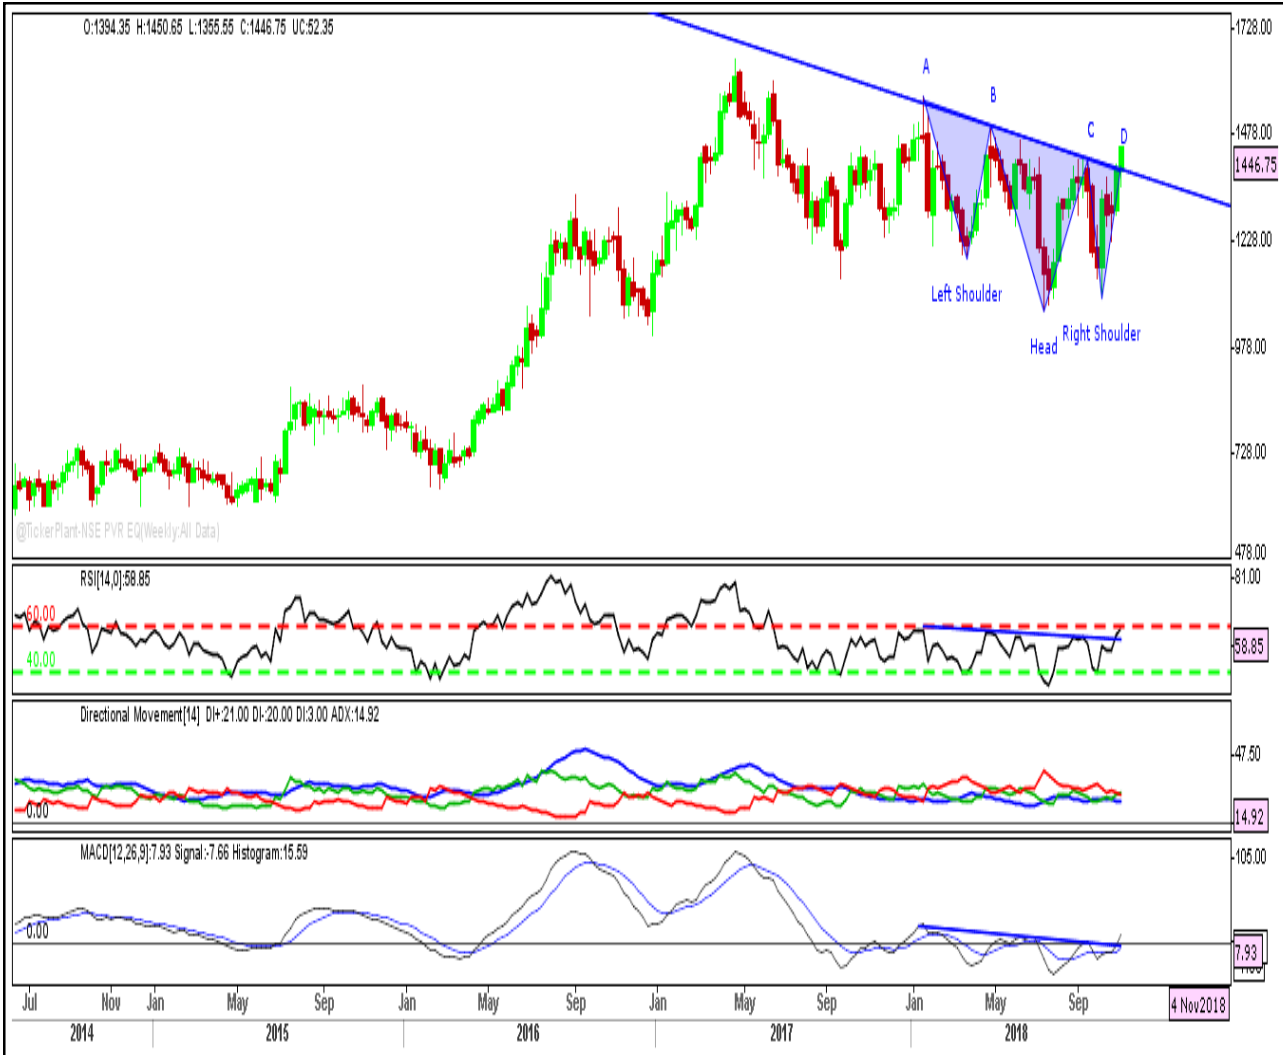 O:1394.35 H:1450.65 L:1355.55 C:1446.75 UC:52.35
1728.00
A
B
1478.00
C
D
1446.75
1228.00
Left Shoulder
Right Shoulder
Head
978.00
728.00
@TickerPlant-NSE PVR EQ(Weekly:All Data)
478.00
RSI[14,0]:58.85
81.00
60.00
58.85
40.00
Directional Movement[14] DI+:21.00 DI-:20.00 DI:3.00 ADX:14.92
47.50
0.00
14.92
MACD[12,26,9]:7.93 Signal:-7.66 Histogram:15.59
105.00
0.00
7.93
Jul Nov Jan May Sep Jan May Sep Jan May Sep Jan May Sep 4 Nov2018
2014 2015 2016 2017 2018